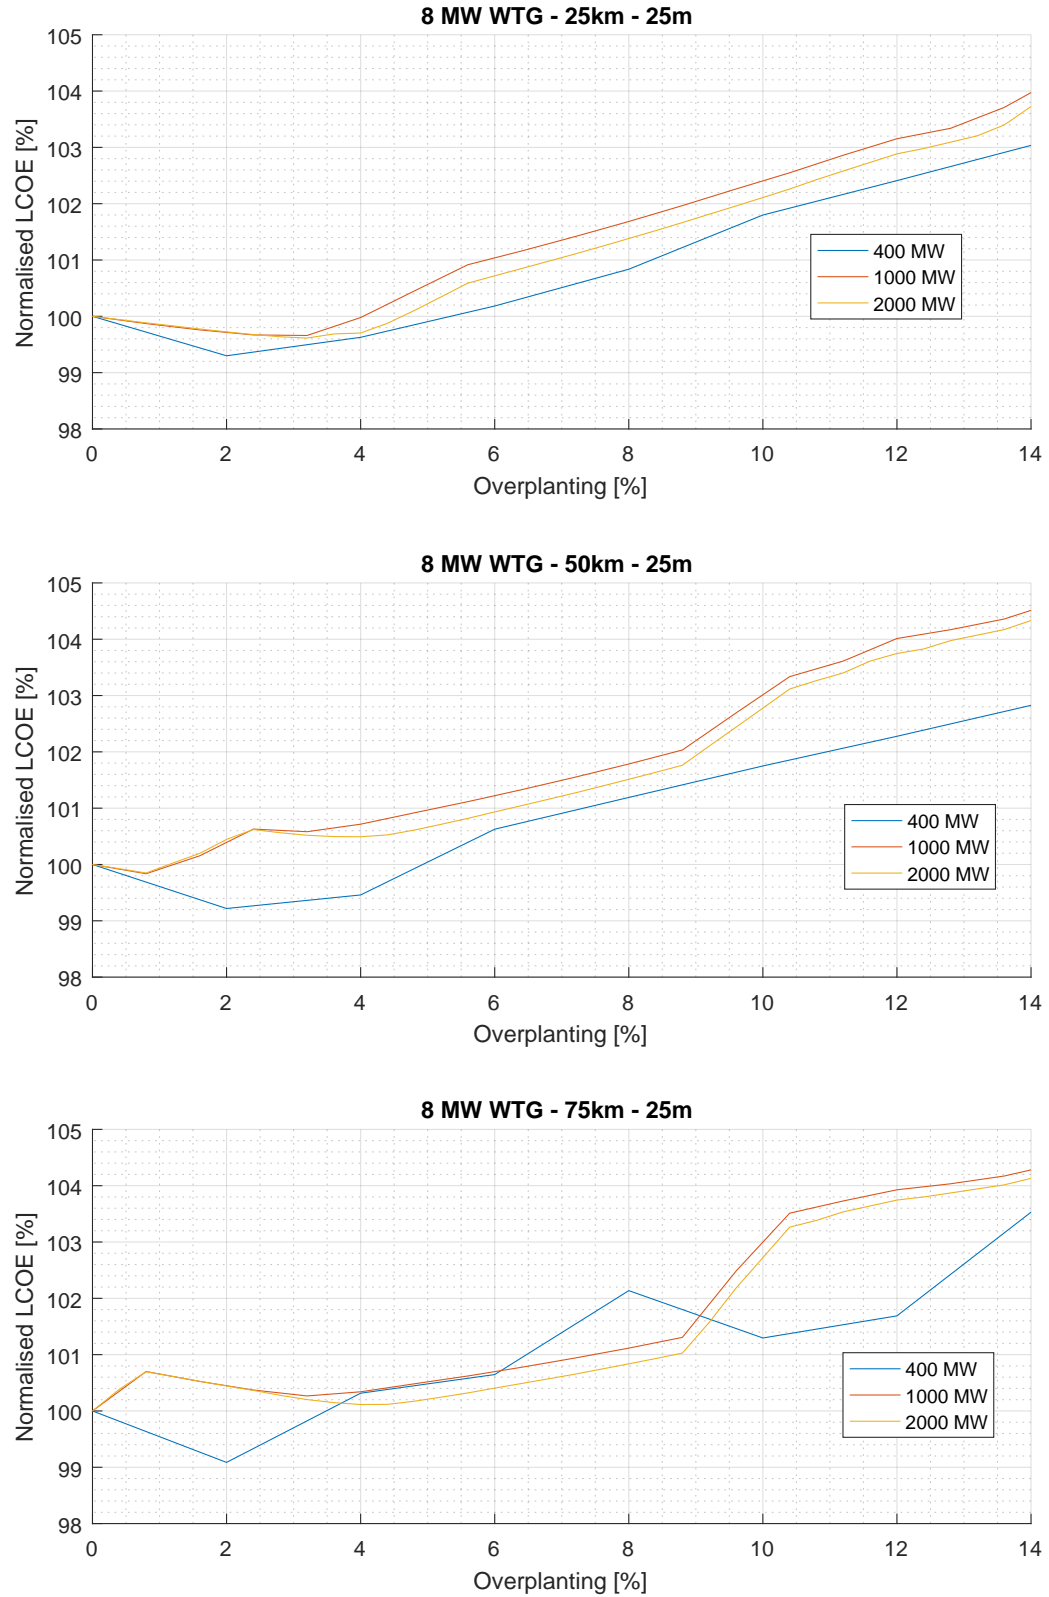 8 MW WTG - 25km - 25m
Normalised LCOE [%]
105
104
103
102
101
100
99
98
0 2 4 6 8 10 12 14
Overplanting [%]
400 MW
1000 MW
2000 MW
8 MW WTG - 50km - 25m
Normalised LCOE [%]
105
104
103
102
101
100
99
98
0 2 4 6 8 10 12 14
Overplanting [%]
400 MW
1000 MW
2000 MW
8 MW WTG - 75km - 25m
Normalised LCOE [%]
105
104
103
102
101
100
99
98
0 2 4 6 8 10 12 14
Overplanting [%]
400 MW
1000 MW
2000 MW